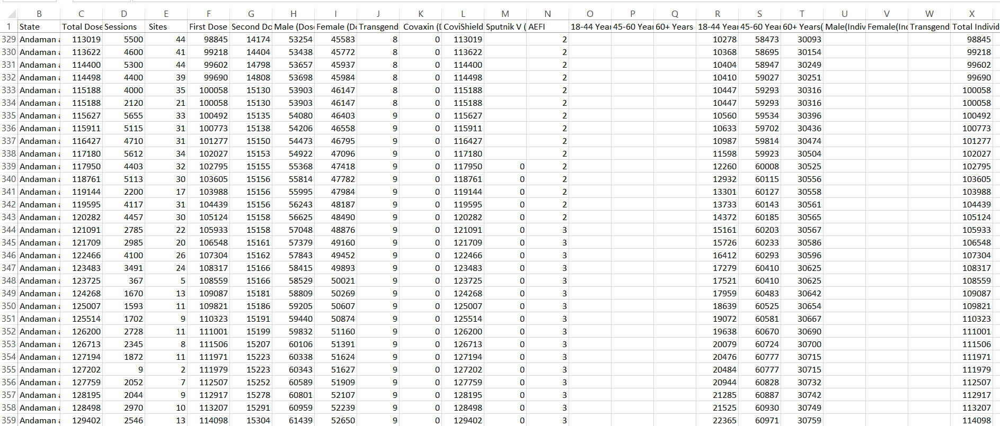 B C D E F G H I J K L M N O P Q R S T U V W X
1 State Total Dose Sessions Sites First Dose Second Do Male (Dos Female (Do Transgend Covaxin (D CoviShield Sputnik V ( AEFI 18-44 Year 45-60 Year 60+ Years 18-44 Year 45-60 Year 60+ Years( Male(Indiv Female(Ind Transgend Total Individ
329 Andaman a 113019 5500 44 98845 14174 53254 45583 8 0 113019 2 10278 58473 30093 98845
330 Andaman a 113622 4600 41 99218 14404 53438 45772 8 0 113622 2 10368 58695 30154 99218
331 Andaman a 114400 5300 44 99602 14798 53657 45937 8 0 114400 2 10404 58947 30249 99602
332 Andaman a 114498 4400 39 99690 14808 53698 45984 8 0 114498 2 10410 59027 30251 99690
333 Andaman a 115188 4000 35 100058 15130 53903 46147 8 0 115188 2 10447 59293 30316 100058
334 Andaman a 115188 2120 21 100058 15130 53903 46147 8 0 115188 2 10447 59293 30316 100058
335 Andaman a 115627 5655 33 100492 15135 54080 46403 9 0 115627 2 10560 59534 30396 100492
336 Andaman a 115911 5115 31 100773 15138 54206 46558 9 0 115911 2 10633 59702 30436 100773
337 Andaman a 116427 4710 31 101277 15150 54473 46795 9 0 116427 2 10987 59814 30474 101277
338 Andaman a 117180 5612 34 102027 15153 54922 47096 9 0 117180 2 11598 59923 30504 102027
339 Andaman a 117950 4403 32 102795 15155 55368 47418 9 0 117950 0 2 12260 60008 30525 102795
340 Andaman a 118761 5113 30 103605 15156 55814 47782 9 0 118761 0 2 12932 60115 30556 103605
341 Andaman a 119144 2200 17 103988 15156 55995 47984 9 0 119144 0 2 13301 60127 30558 103988
342 Andaman a 119595 4117 31 104439 15156 56243 48187 9 0 119595 0 2 13733 60143 30561 104439
343 Andaman a 120282 4457 30 105124 15158 56625 48490 9 0 120282 0 2 14372 60185 30565 105124
344 Andaman a 121091 2785 22 105933 15158 57048 48876 9 0 121091 0 3 15161 60203 30567 105933
345 Andaman a 121709 2985 20 106548 15161 57379 49160 9 0 121709 0 3 15726 60233 30586 106548
346 Andaman a 122466 4100 26 107304 15162 57843 49452 9 0 122466 0 3 16412 60293 30596 107304
347 Andaman a 123483 3491 24 108317 15166 58415 49893 9 0 123483 0 3 17279 60410 30625 108317
348 Andaman a 123725 367 5 108559 15166 58529 50021 9 0 123725 0 3 17521 60410 30625 108559
349 Andaman a 124268 1670 13 109087 15181 58809 50269 9 0 124268 0 3 17959 60483 30642 109087
350 Andaman a 125007 1593 11 109821 15186 59205 50607 9 0 125007 0 3 18639 60525 30654 109821
351 Andaman a 125514 1702 9 110323 15191 59440 50874 9 0 125514 0 3 19072 60581 30667 110323
352 Andaman a 126200 2728 11 111001 15199 59832 51160 9 0 126200 0 3 19638 60670 30690 111001
353 Andaman a 126713 2345 8 111506 15207 60106 51391 9 0 126713 0 3 20079 60724 30700 111506
354 Andaman a 127194 1872 11 111971 15223 60338 51624 9 0 127194 0 3 20476 60777 30715 111971
355 Andaman a 127202 9 2 111979 15223 60343 51627 9 0 127202 0 3 20484 60777 30715 111979
356 Andaman a 127759 2052 7 112507 15252 60589 51909 9 0 127759 0 3 20944 60828 30732 112507
357 Andaman a 128195 2044 9 112917 15278 60801 52107 9 0 128195 0 3 21285 60887 30742 112917
358 Andaman a 128498 2970 10 113207 15291 60959 52239 9 0 128498 0 3 21525 60930 30749 113207
359 Andaman a 129402 2546 13 114098 15304 61439 52650 9 0 129402 0 3 22365 60971 30759 114098